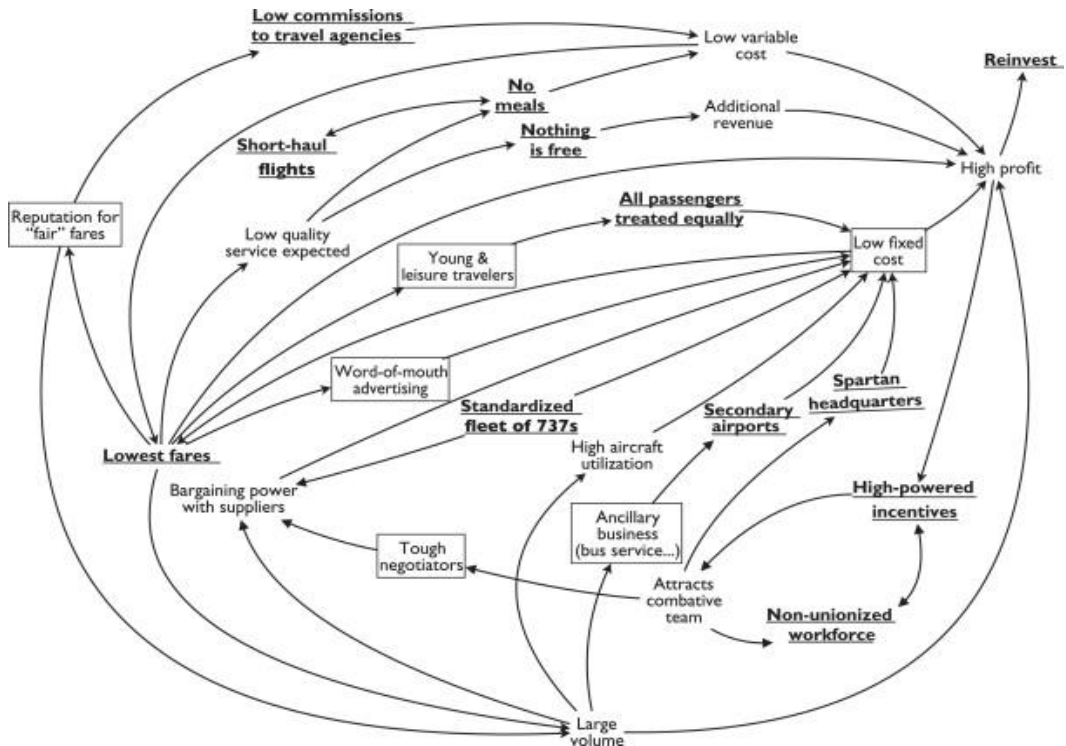 Low commissions
to travel agencies
Low variable
cost
Reinvest
No
meals
Additional
revenue
Short-haul
flights
Nothing
is free
High profit
All passengers
treated equally
Reputation for
“fair” fares
Low quality
service expected
Young &
leisure travelers
Low fixed
cost
Word-of-mouth
advertising
Spartan
headquarters
Standardized
fleet of 737s
Secondary
airports
High aircraft
utilization
Lowest fares
Bargaining power
with suppliers
High-powered
incentives
Ancillary
business
(bus service...)
Tough
negotiators
Attracts
combative
team
Non-unionized
workforce
Large
volume